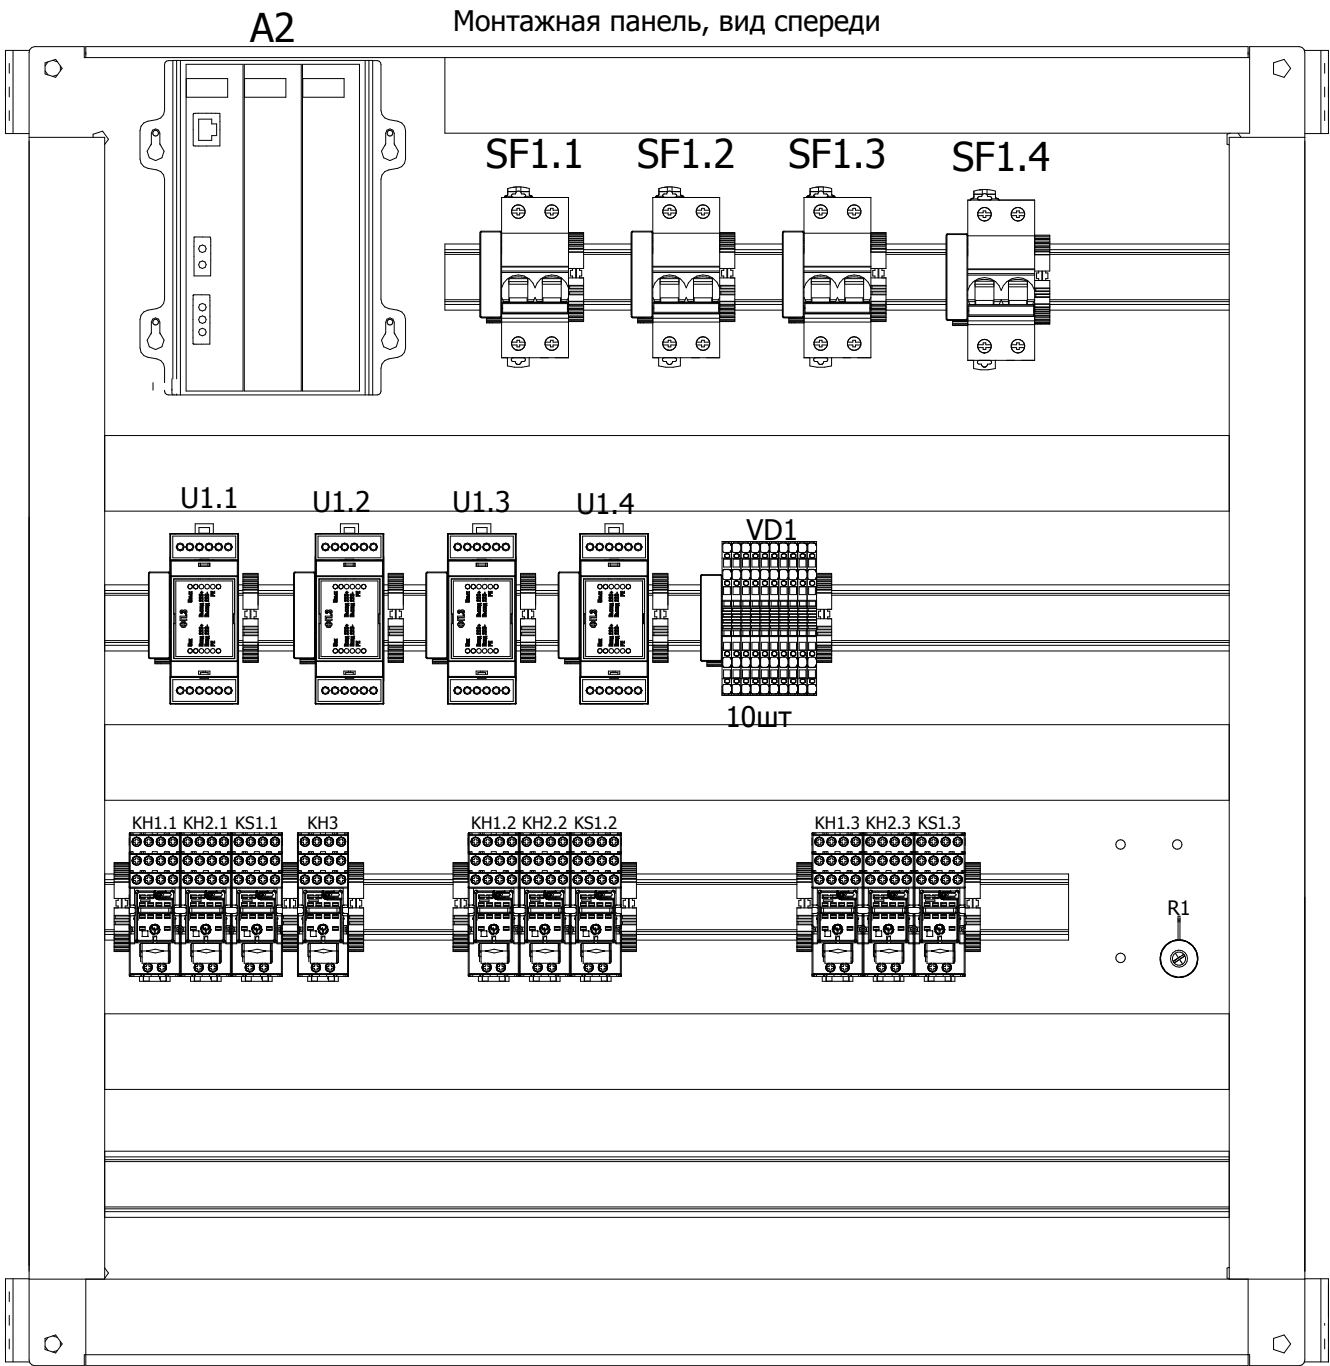 Монтажная панель, вид спереди
A2
SF1.1 SF1.2 SF1.3 SF1.4
U1.1 U1.2 U1.3 U1.4
VD1
10шт
KH1.1 KH2.1 KS1.1 KH3 KH1.2 KH2.2 KS1.2 KH1.3 KH2.3 KS1.3
R1